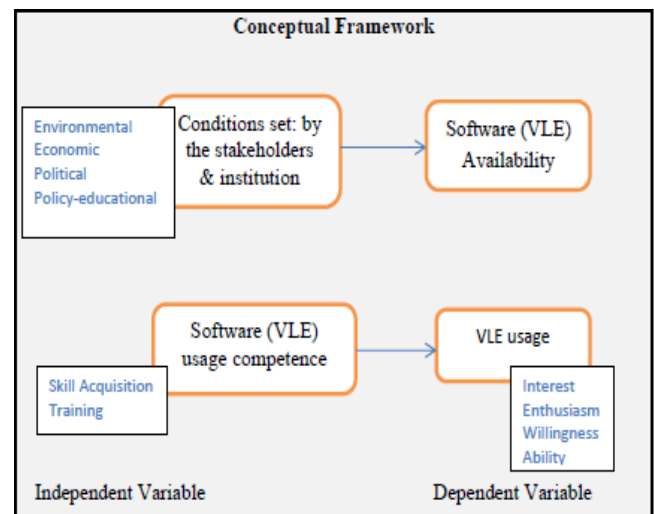 Conceptual Framework
Environmental
Economic
Political
Policy-educational
Conditions set: by
the stakeholders
& institution
Software (VLE)
Availability
Software (VLE)
usage competence
Skill Acquisition
Training
VLE usage
Interest
Enthusiasm
Willingness
Ability
Independent Variable
Dependent Variable